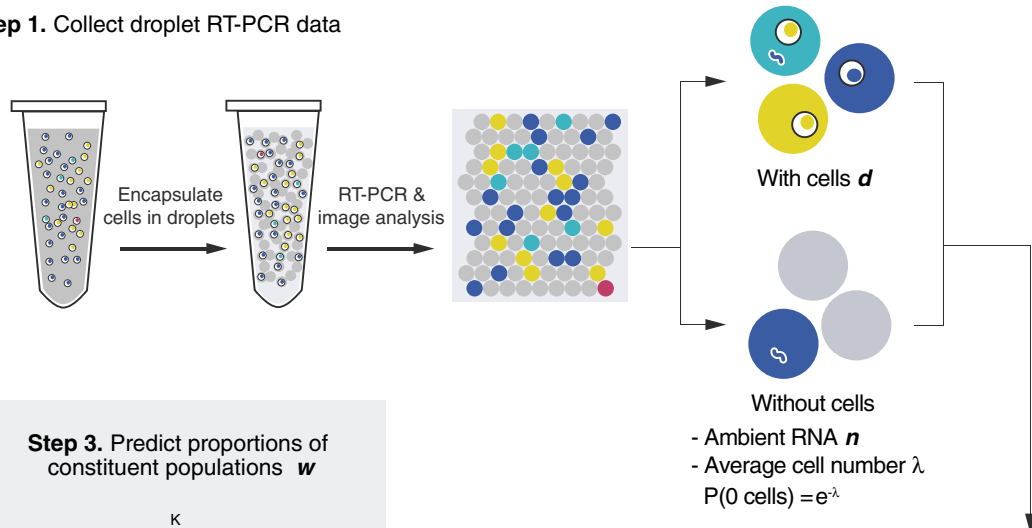 ep 1. Collect droplet RT-PCR data
Encapsulate
cells in droplets
RT-PCR &
image analysis
With cells d
Without cells
- Ambient RNA n
- Average cell number λ
P(0 cells) = e-λ
Step 3. Predict proportions of
constituent populations w
K